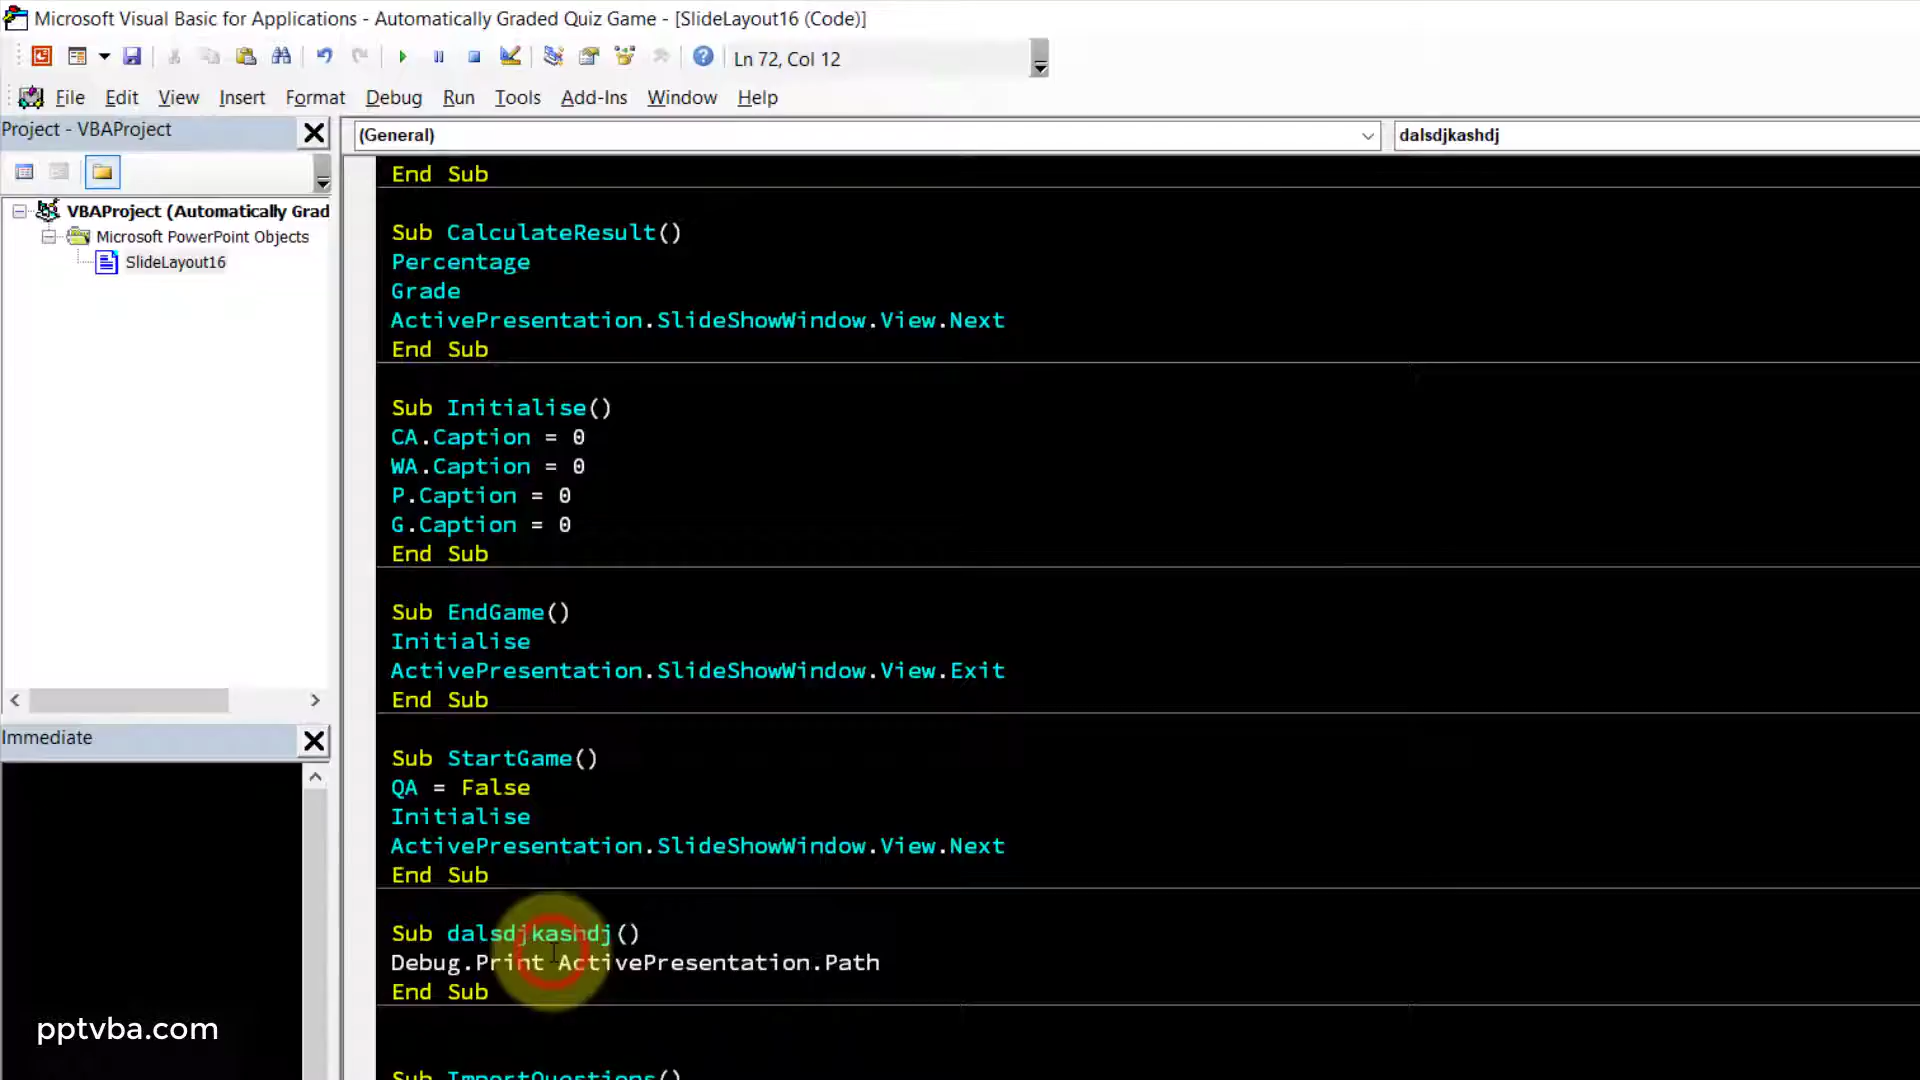 Microsoft Visual Basic for Applications - Automatically Graded Quiz Game - [SlideLayout16 (Code)]
Ln 72, Col 12
File Edit View Insert Format Debug Run Tools Add-Ins Window Help
Project - VBAProject
(General)
dalsdjkashdj
VBAProject (Automatically Grad
Microsoft PowerPoint Objects
SlideLayout16
Immediate
End Sub
Sub CalculateResult()
Percentage
Grade
ActivePresentation.SlideShowWindow.View.Next
End Sub
Sub Initialise()
CA.Caption = 0
WA.Caption = 0
P.Caption = 0
G.Caption = 0
End Sub
Sub EndGame()
Initialise
ActivePresentation.SlideShowWindow.View.Exit
End Sub
Sub StartGame()
QA = False
Initialise
ActivePresentation.SlideShowWindow.View.Next
End Sub
Sub dalsdjkashdj()
Debug.Print ActivePresentation.Path
End Sub
Sub ImportQuestions()
pptvba.com